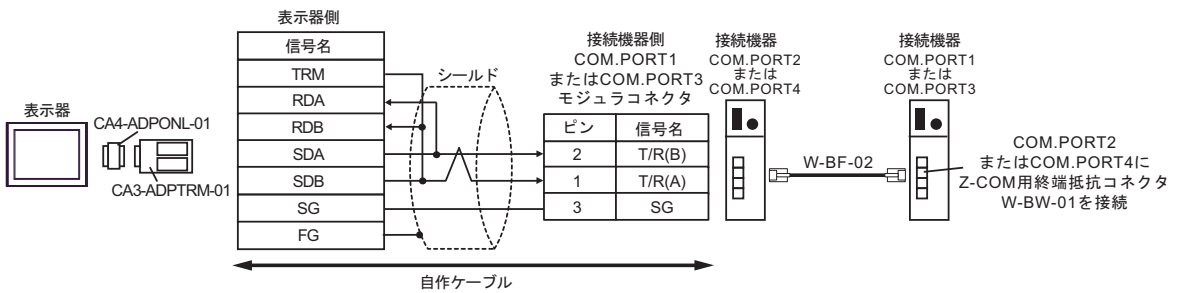 表示器
CA4-ADPONL-01
CA3-ADPTRM-01
表示器側
信号名
TRM
RDA
RDB
SDA
SDB
SG
FG
シールド
自作ケーブル
接続機器側
COM.PORT1
またはCOM.PORT3
モジュラコネクタ
ピン 信号名
2 T/R(B)
1 T/R(A)
3 SG
接続機器
COM.PORT2
または
COM.PORT4
W-BF-02
接続機器
COM.PORT1
または
COM.PORT3
COM.PORT2
またはCOM.PORT4に
Z-COM用終端抵抗コネクタ
W-BW-01を接続